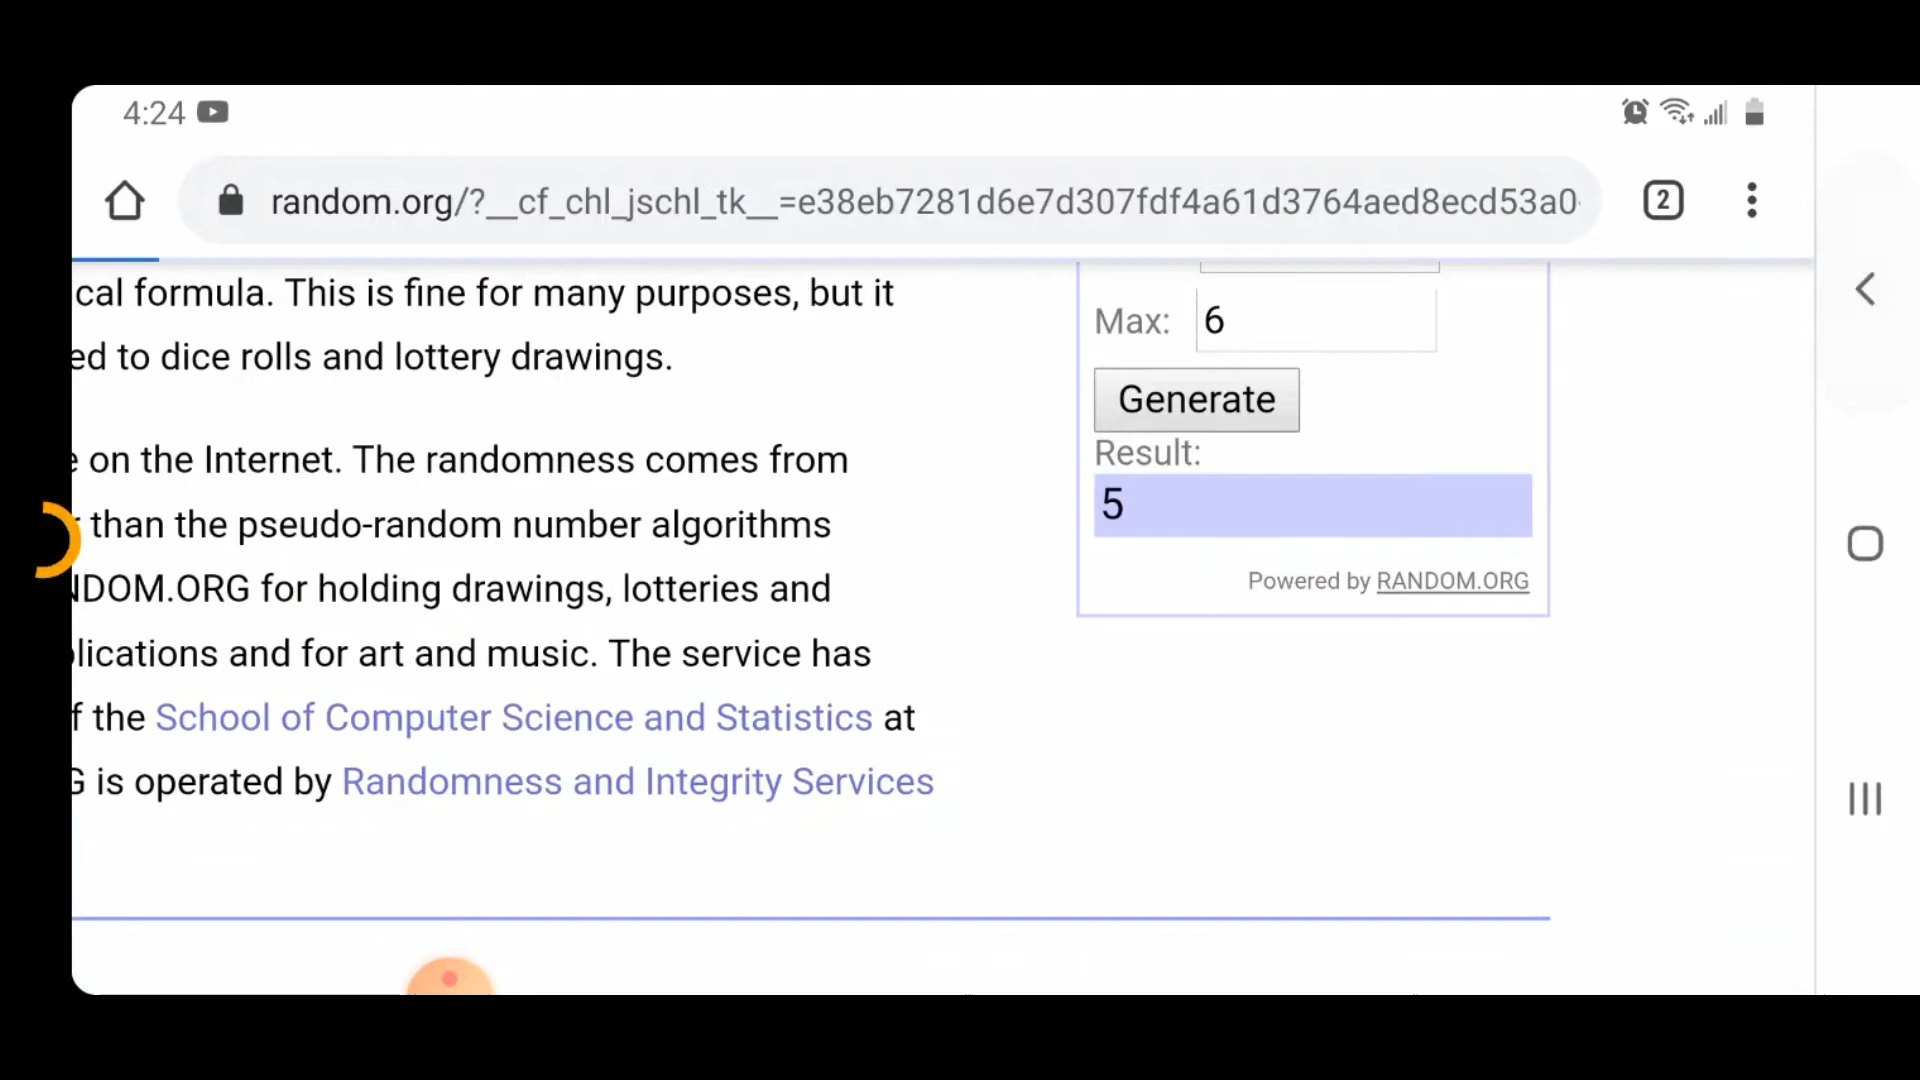 4:24
random.org/?__cf_chl_jschl_tk__=e38eb7281d6e7d307fdf4a61d3764aed8ecd53a0
2
cal formula. This is fine for many purposes, but it
ed to dice rolls and lottery drawings.
on the Internet. The randomness comes from
than the pseudo-random number algorithms
NDOM.ORG for holding drawings, lotteries and
plications and for art and music. The service has
f the School of Computer Science and Statistics at
G is operated by Randomness and Integrity Services
Max: 6
Generate
Result:
5
Powered by RANDOM.ORG